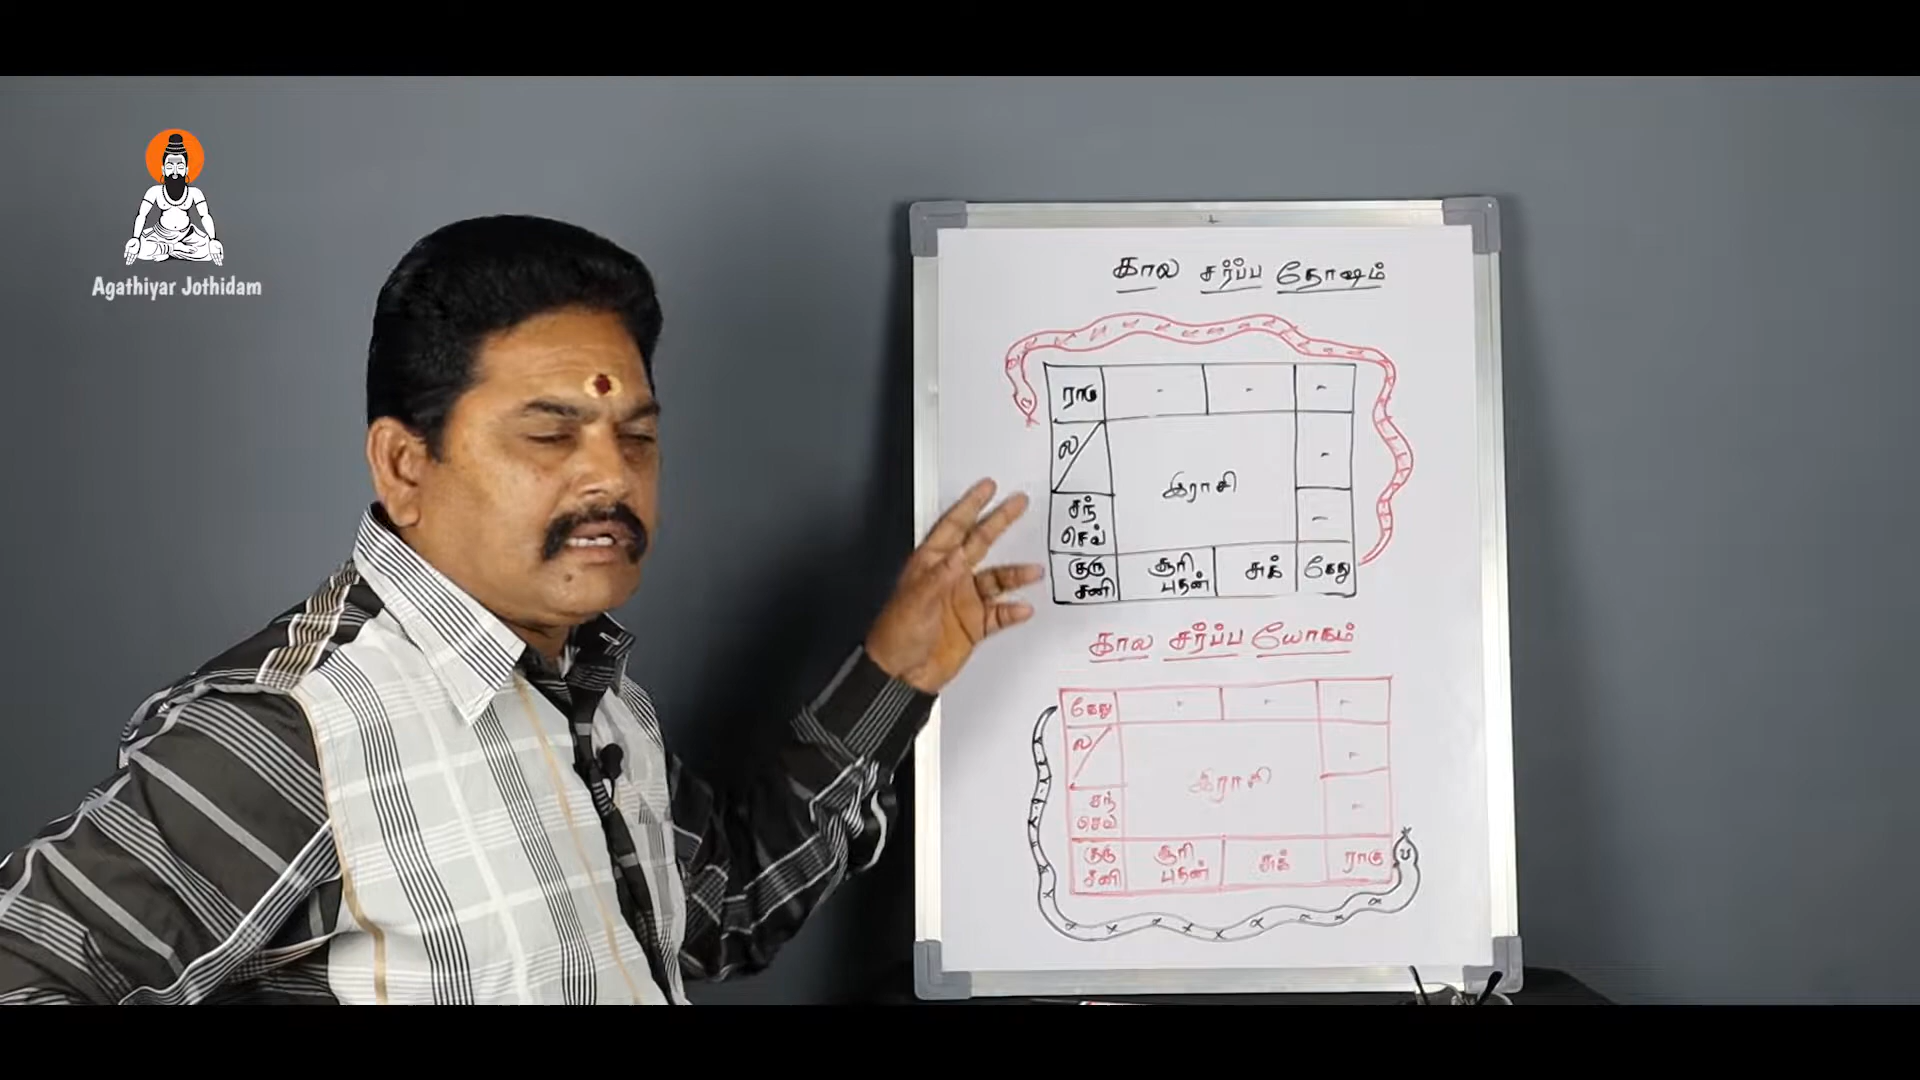 Agathiyar Jothidam
கால சர்ப்ப தோஷம்
ராகு - - -
ல -
இராசி
சந்
செவ் -
குரு சூரி சுக் கேது
சனி புதன்
கால சர்ப்ப யோகம்
கேது - - -
ல -
இராசி
சந் -
செவ்
குரு சூரி சுக் ராகு
சனி புதன்